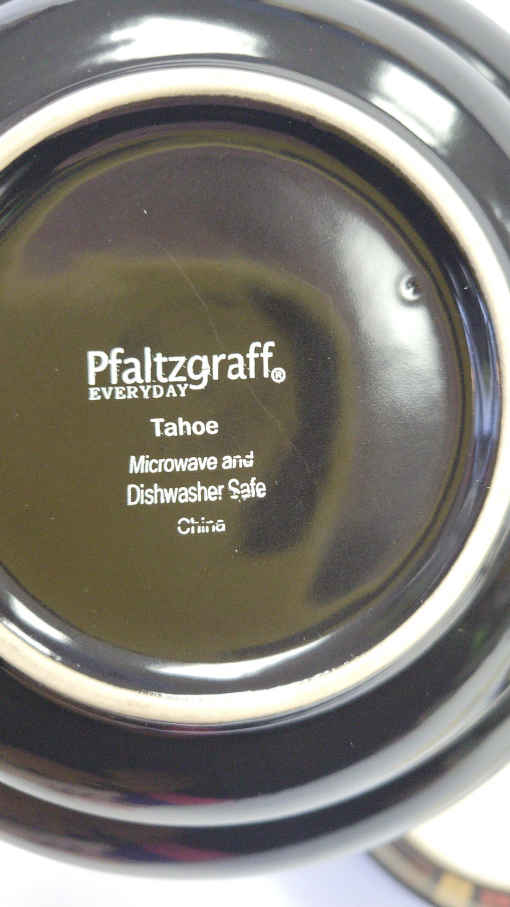 Pfaltzgraff®
EVERYDAY
Tahoe
Microwave and
Dishwasher Safe
China